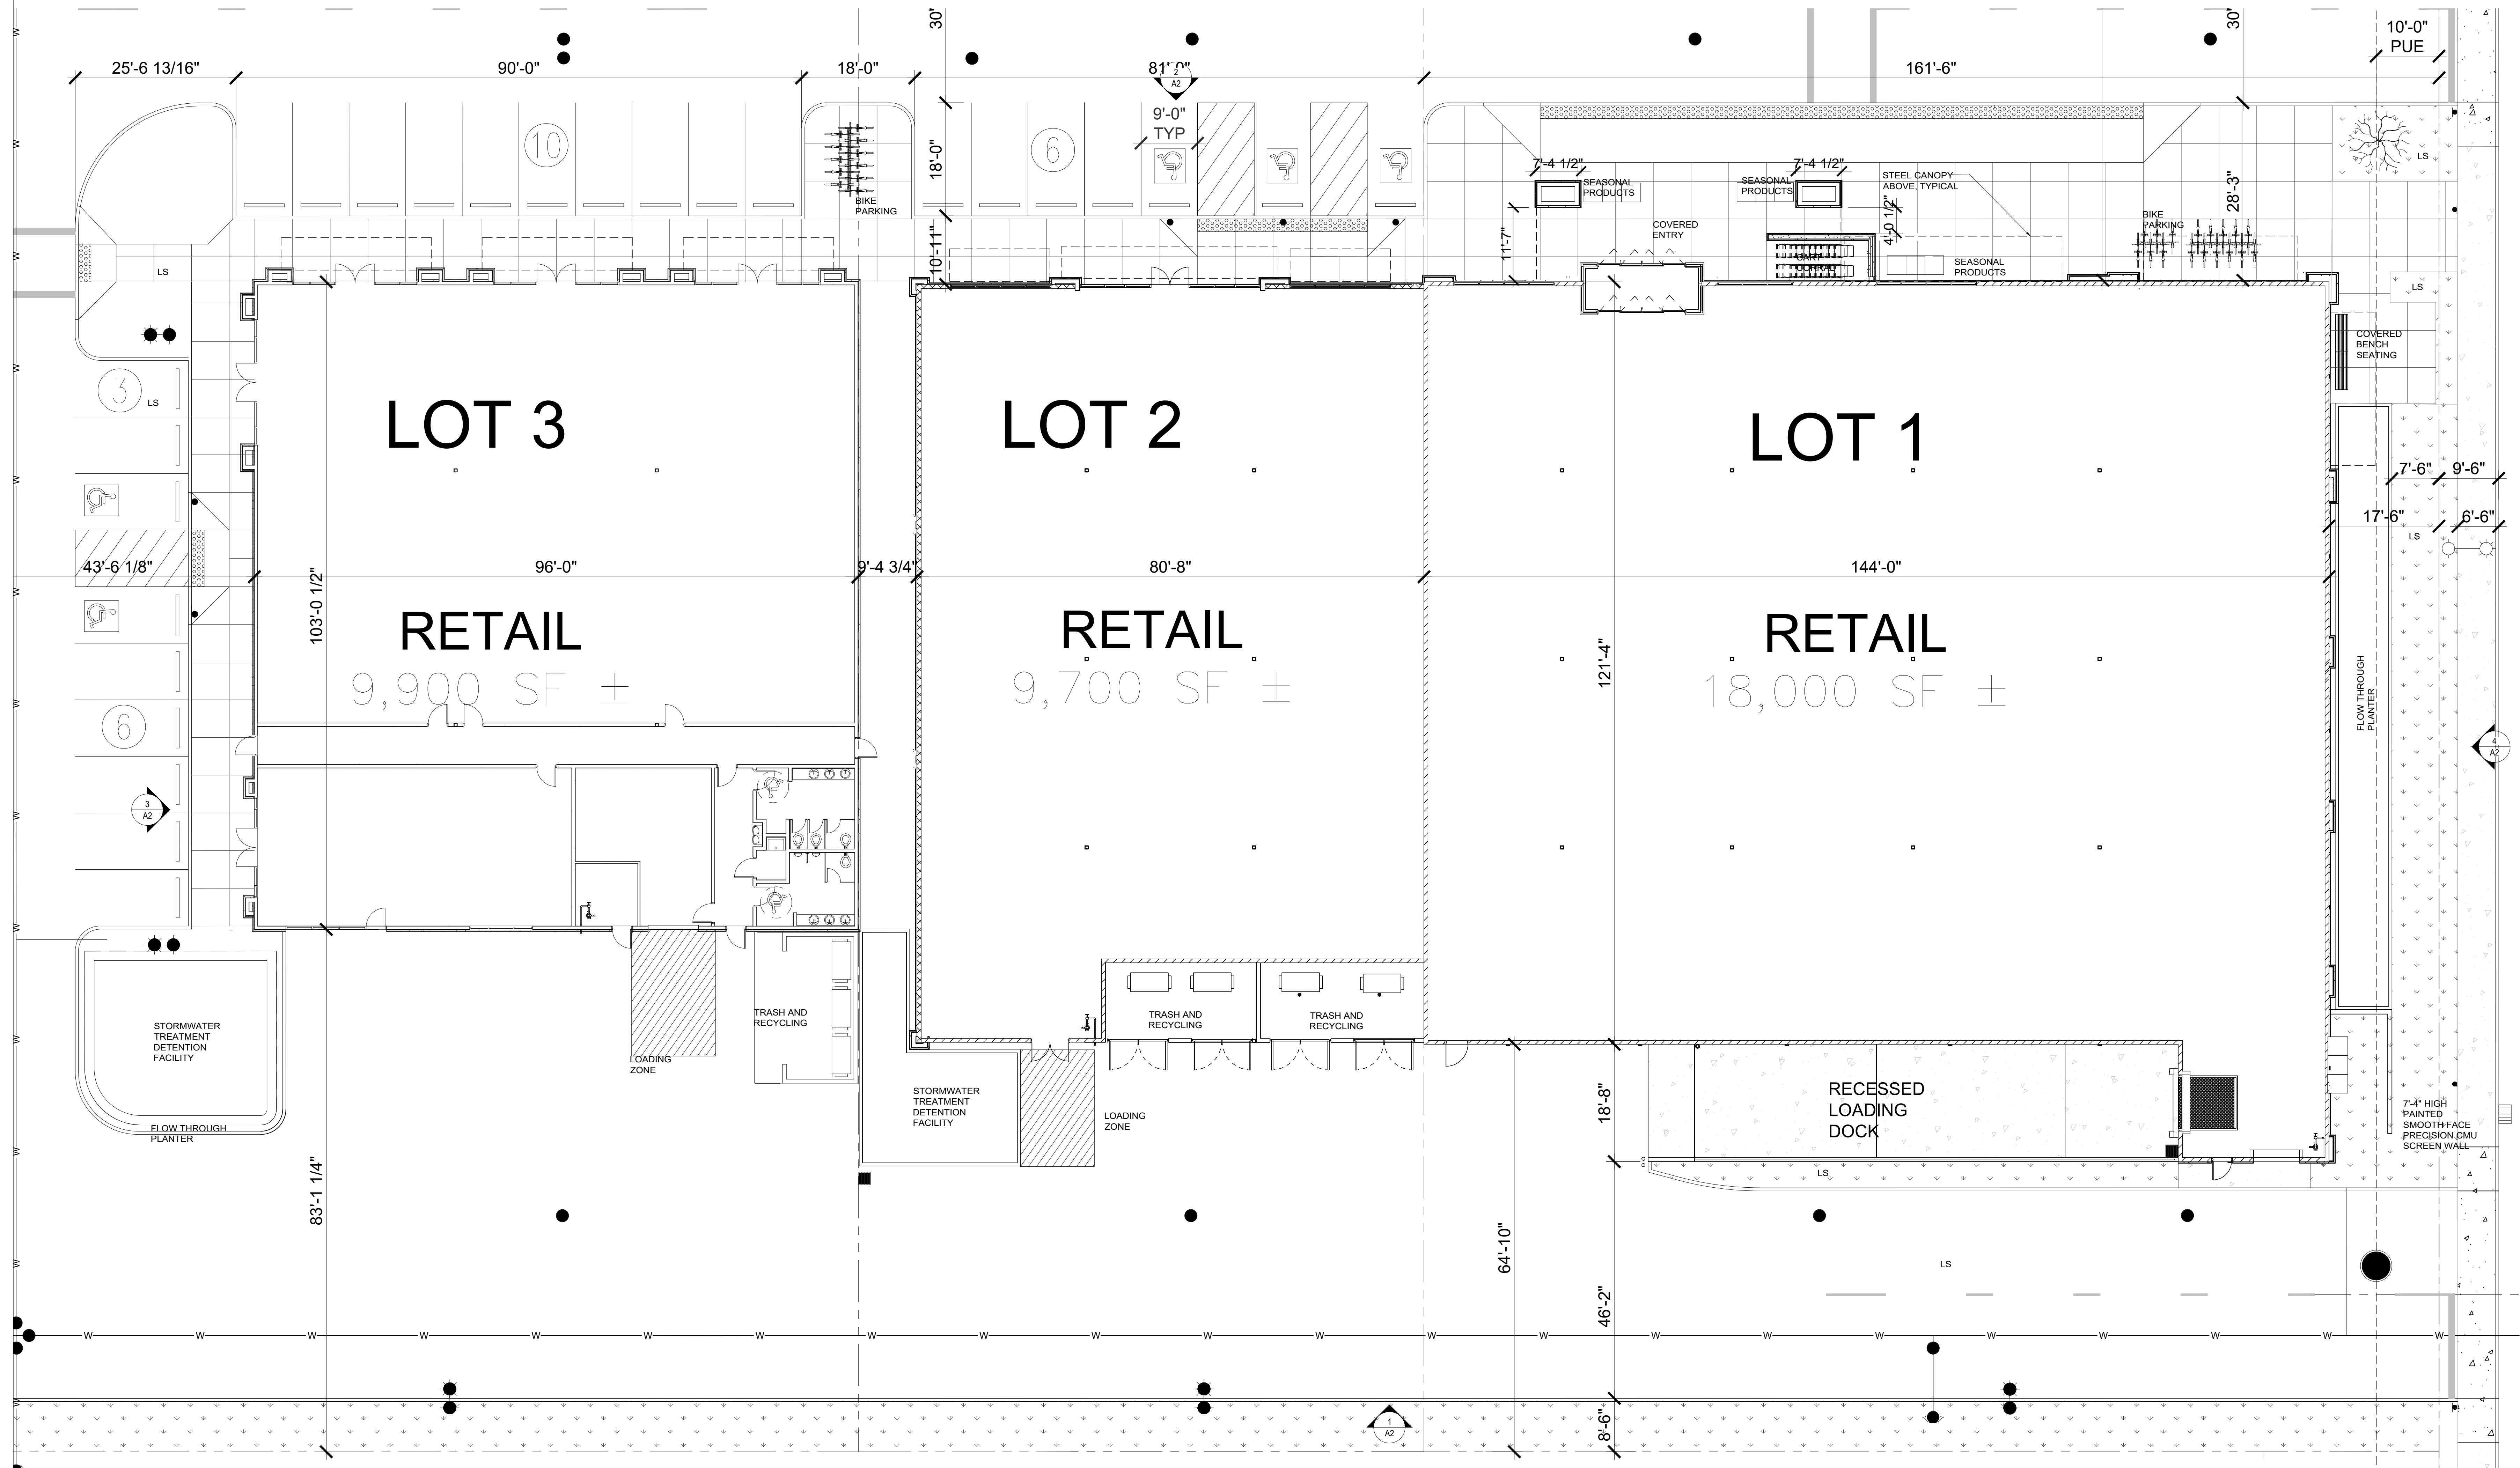 30'
30'
10'-0"
PUE
25'-6 13/16"
90'-0"
18'-0"
81'-0"
161'-6"
2
A2
9'-0"
TYP
10
6
18'-0"
BIKE
PARKING
10'-11"
7'-4 1/2"
7'-4 1/2"
SEASONAL
PRODUCTS
SEASONAL
PRODUCTS
STEEL CANOPY
ABOVE, TYPICAL
LS
28'-3"
4'-0 1/2"
BIKE
PARKING
COVERED
ENTRY
11'-7"
CART
CORRAL
SEASONAL
PRODUCTS
LS
LS
COVERED
BENCH
SEATING
3
LS
LOT 3
LOT 2
LOT 1
7'-6"
9'-6"
17'-6"
6'-6"
LS
43'-6 1/8"
96'-0"
9'-4 3/4"
80'-8"
144'-0"
103'-0 1/2"
RETAIL
9,900 SF ±
RETAIL
9,700 SF ±
RETAIL
18,000 SF ±
121'-4"
FLOW THROUGH
PLANTER
6
3
A2
4
A2
STORMWATER
TREATMENT
DETENTION
FACILITY
FLOW THROUGH
PLANTER
LOADING
ZONE
TRASH AND
RECYCLING
TRASH AND
RECYCLING
TRASH AND
RECYCLING
STORMWATER
TREATMENT
DETENTION
FACILITY
LOADING
ZONE
18'-8"
RECESSED
LOADING
DOCK
LS
7'-4" HIGH
PAINTED
SMOOTH FACE
PRECISION CMU
SCREEN WALL
83'-1 1/4"
64'-10"
46'-2"
LS
W W W W W W W W W W W W W W W W W W W W W W
8'-6"
1
A2
W
W
W
W
W
W
W
W
W
W
W
W
W